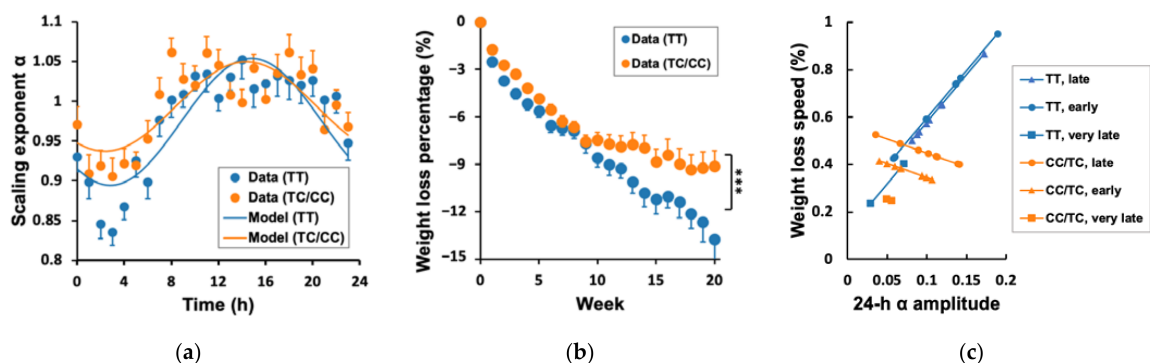 1.1
1.05
1
0.95
0.9
0.85
0.8
Scaling exponent α
Data (TT)
Data (TC/CC)
Model (TT)
Model (TC/CC)
0 4 8 12 16 20 24
Time (h)
(a)
0
−3
−6
−9
−12
−15
Weight loss percentage (%)
Data (TT)
Data (TC/CC)
***
0 5 10 15 20
Week
(b)
1
0.8
0.6
0.4
0.2
0
Weight loss speed (%)
0 0.05 0.1 0.15 0.2
24-h α amplitude
TT, late
TT, early
TT, very late
CC/TC, late
CC/TC, early
CC/TC, very late
(c)